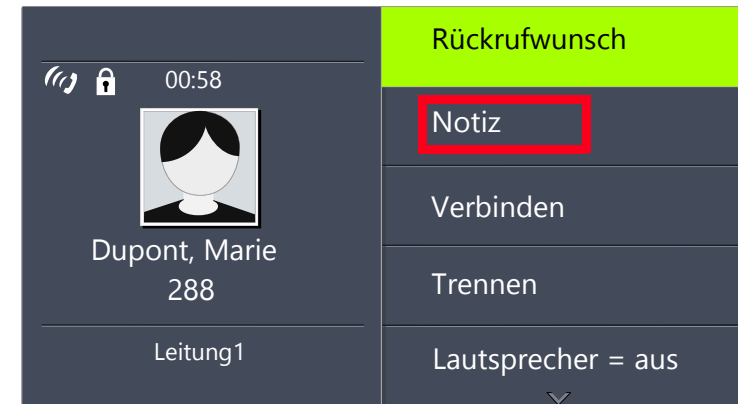 00:58
Dupont, Marie
288
Leitung1
Rückrufwunsch
Notiz
Verbinden
Trennen
Lautsprecher = aus